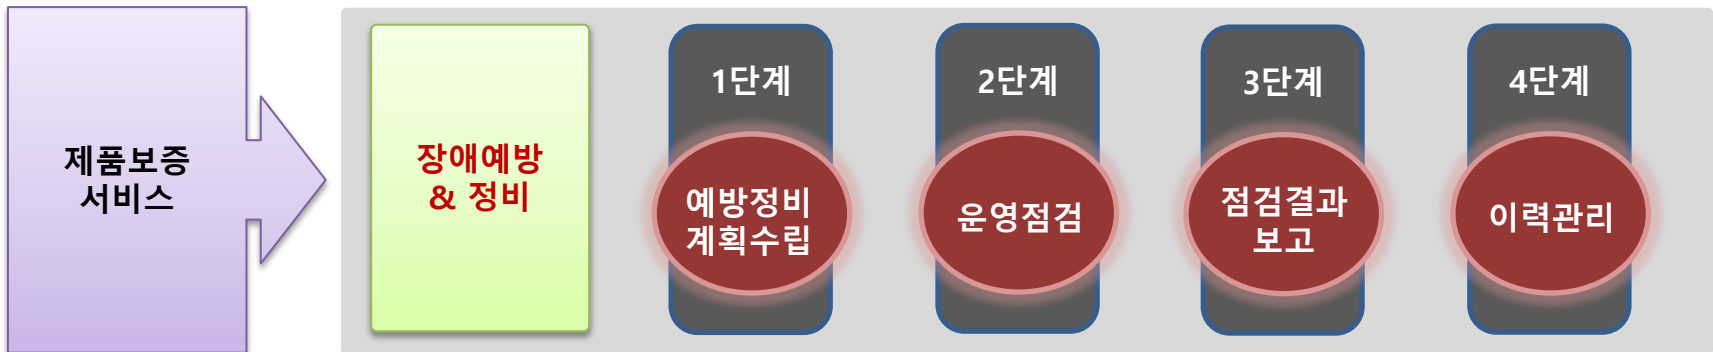 제품보증
서비스
장애예방
& 정비
1단계
예방정비
계획수립
2단계
운영점검
3단계
점검결과
보고
4단계
이력관리